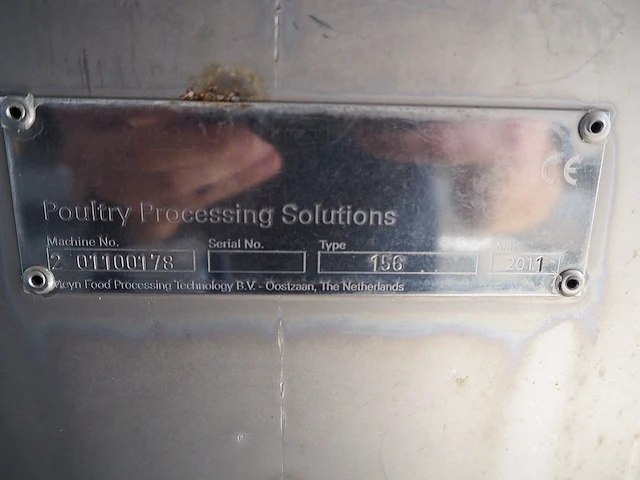 CE
Poultry Processing Solutions
Machine No. Serial No. Type
2 01100178 156 2011
Meyn Food Processing Technology B.V. - Oostzaan, The Netherlands